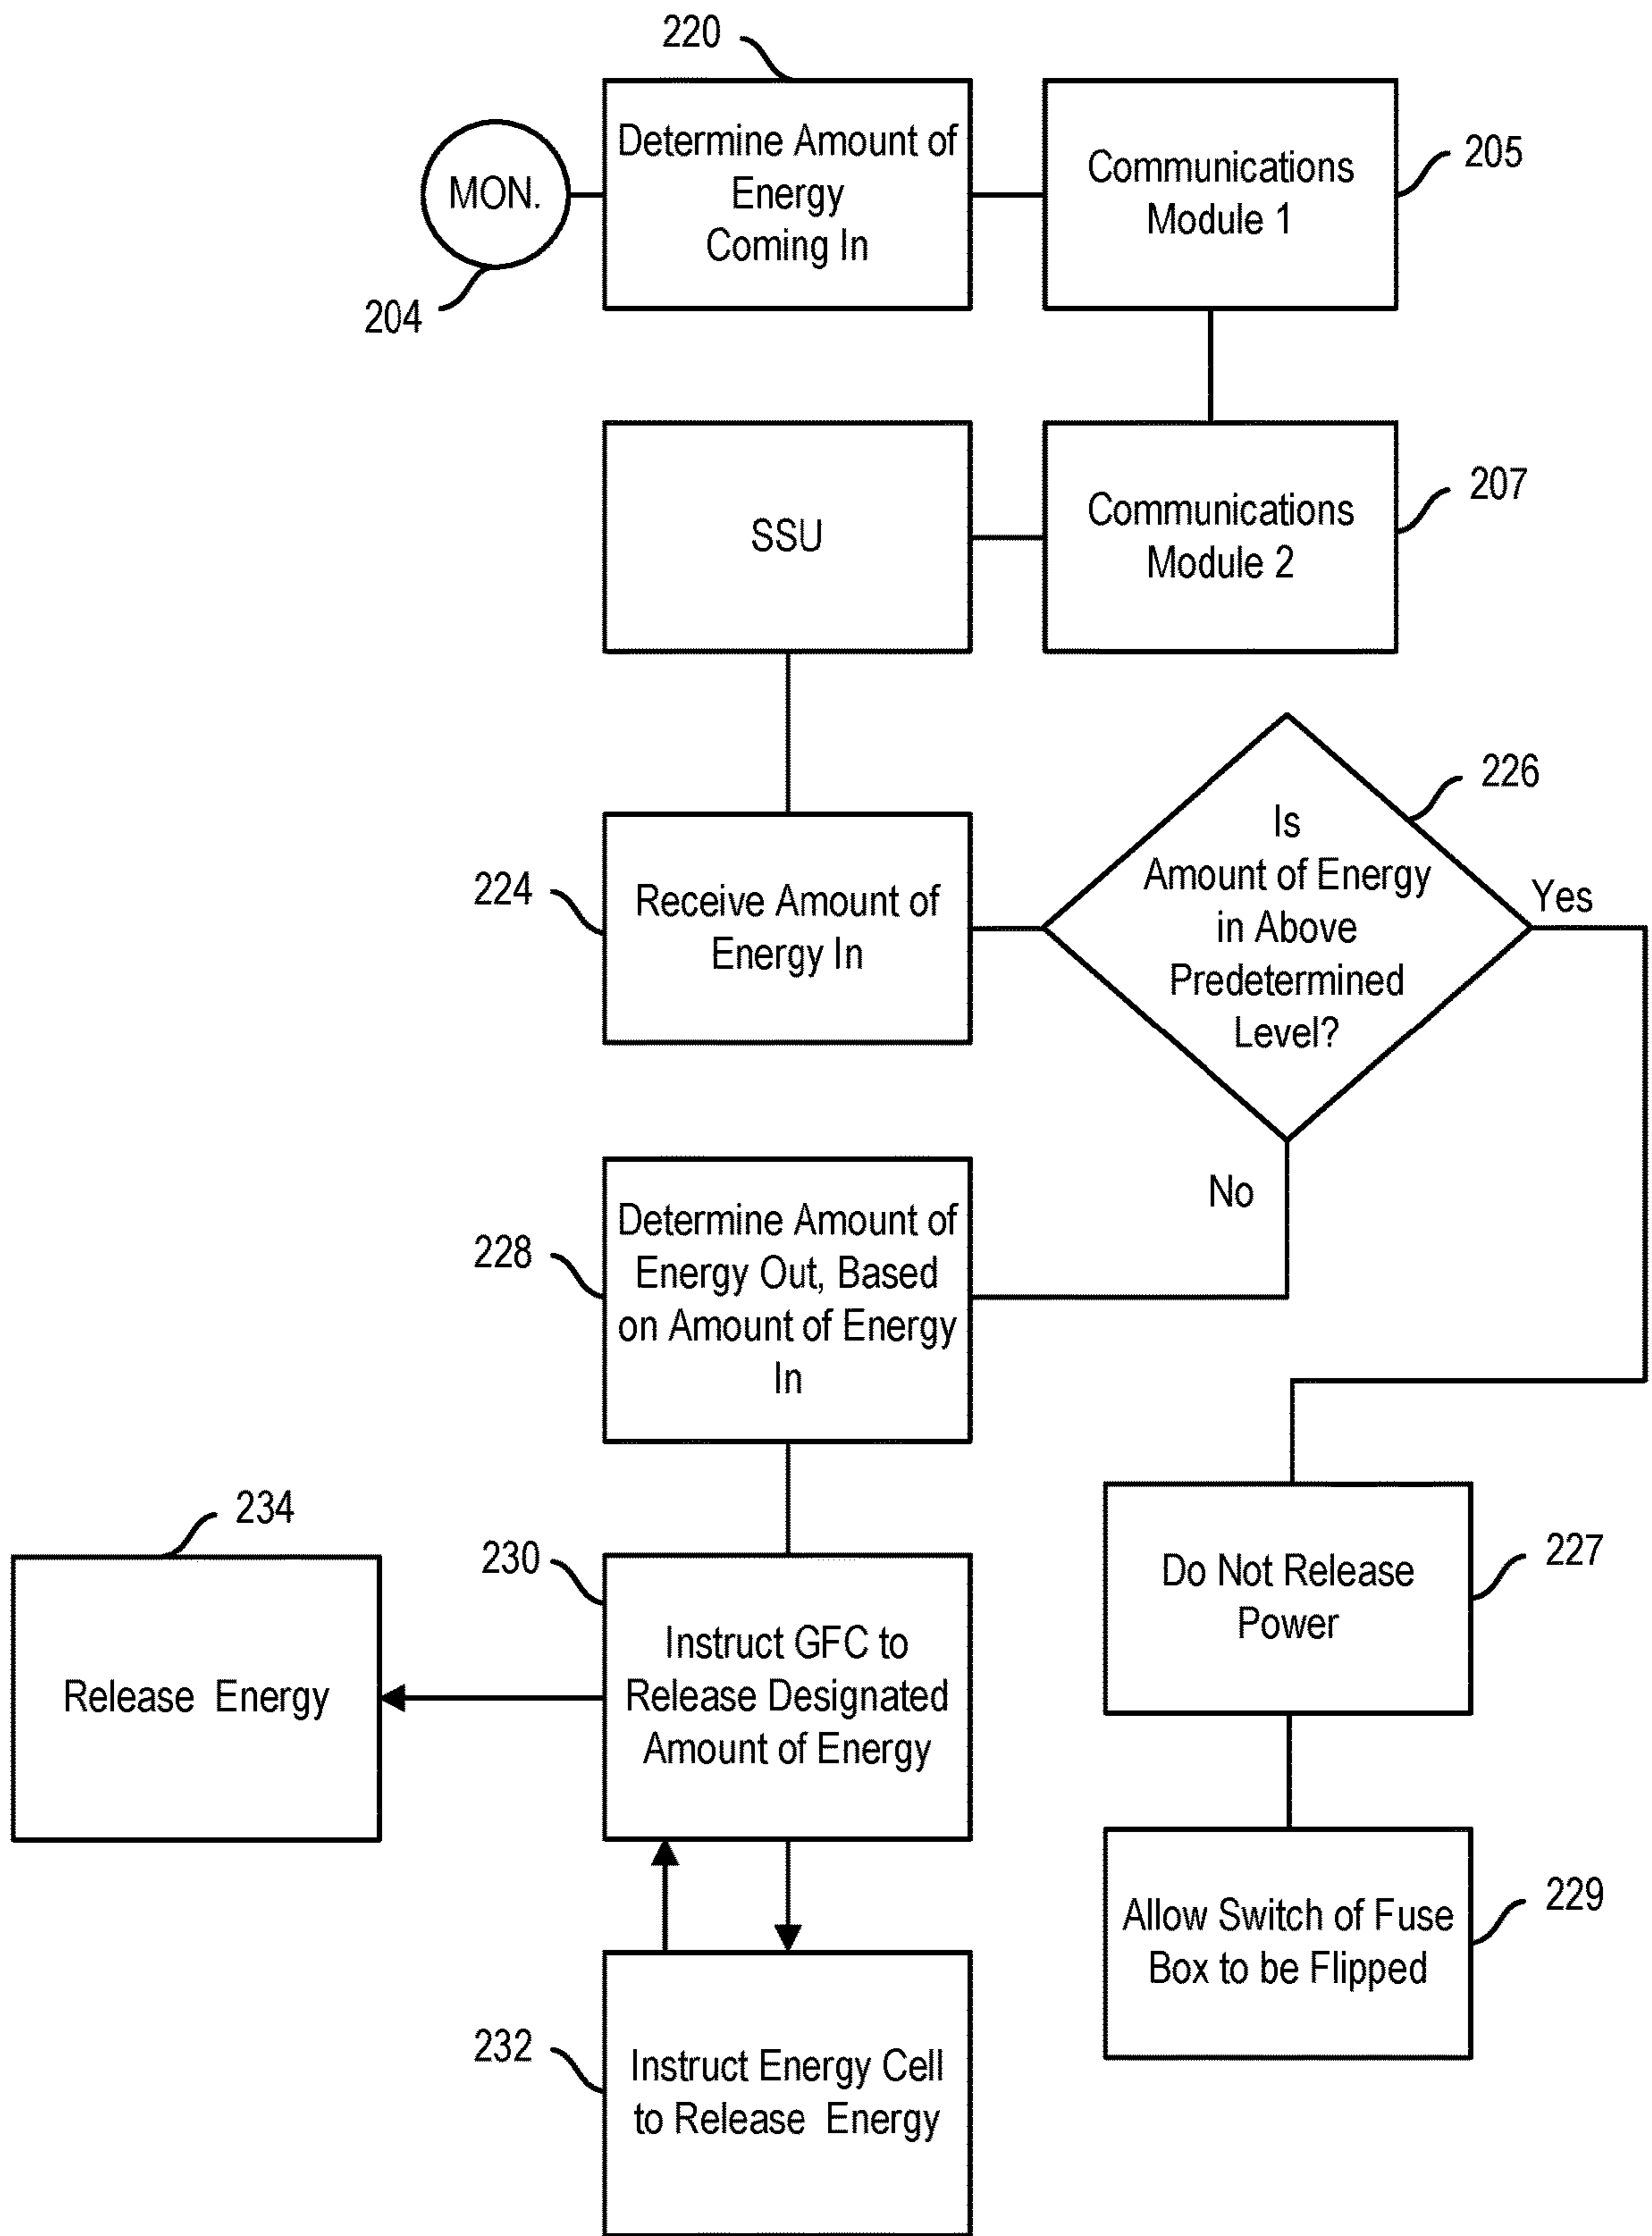 220
MON.
204
Determine Amount of
Energy
Coming In
Communications
Module 1
205
SSU
Communications
Module 2
207
224
Receive Amount of
Energy In
Is
Amount of Energy
in Above
Predetermined
Level?
226
Yes
No
228
Determine Amount of
Energy Out, Based
on Amount of Energy
In
234
Release Energy
230
Instruct GFC to
Release Designated
Amount of Energy
Do Not Release
Power
227
232
Instruct Energy Cell
to Release Energy
Allow Switch of Fuse
Box to be Flipped
229